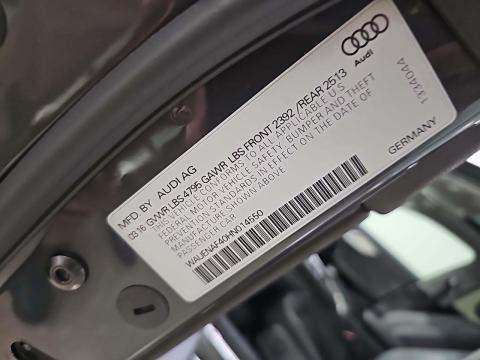 Audi
MFD BY AUDI AG
03.16 GVWR LBS 4795 GAWR LBS FRONT 2392 / REAR 2513
THIS VEHICLE CONFORMS TO ALL APPLICABLE U.S.
FEDERAL MOTOR VEHICLE SAFETY, BUMPER AND THEFT
PREVENTION STANDARDS IN EFFECT ON THE DATE
OF MANUFACTURE SHOWN ABOVE
PASSENGER CAR
WAUENAF40HN014550
GERMANY